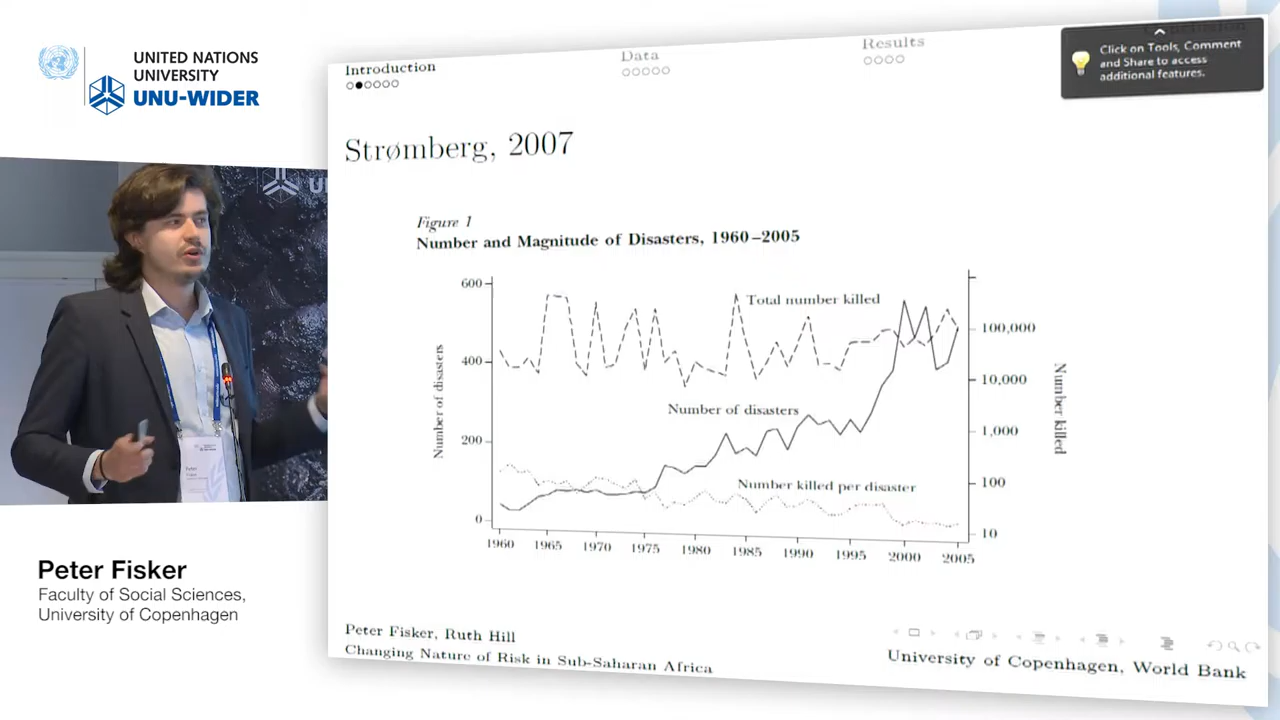 UNITED NATIONS
UNIVERSITY
UNU-WIDER
U
Peter Fisker
Faculty of Social Sciences,
University of Copenhagen
Introduction
Data
Results
Click on Tools, Comment
and Share to access
additional features.
Strømberg, 2007
Figure 1
Number and Magnitude of Disasters, 1960–2005
600
400
200
0
Number of disasters
Total number killed
Number of disasters
Number killed per disaster
100,000
10,000
1,000
100
10
Number killed
1960
1965
1970
1975
1980
1985
1990
1995
2000
2005
Peter Fisker, Ruth Hill
Changing Nature of Risk in Sub-Saharan Africa
University of Copenhagen, World Bank